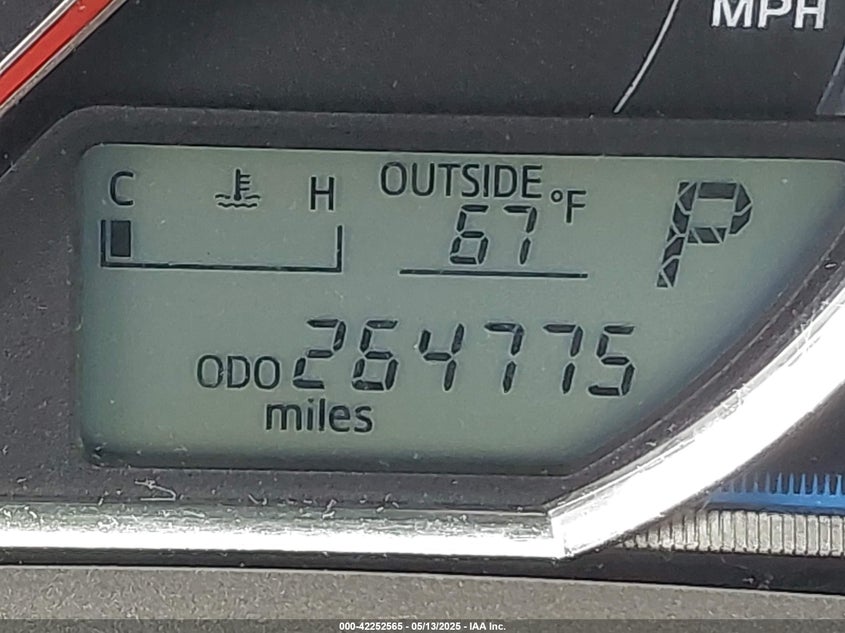 MPH
C H OUTSIDE
67 °F P
ODO 264775
miles
000-42252565 - 05/13/2025 - IAA Inc.